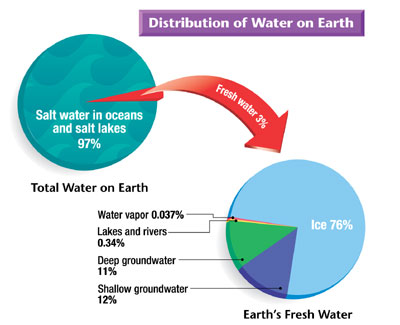 Distribution of Water on Earth
Salt water in oceans
and salt lakes
97%
Fresh water 3%
Total Water on Earth
Water vapor 0.037%
Lakes and rivers
0.34%
Deep groundwater
11%
Shallow groundwater
12%
Ice 76%
Earth's Fresh Water